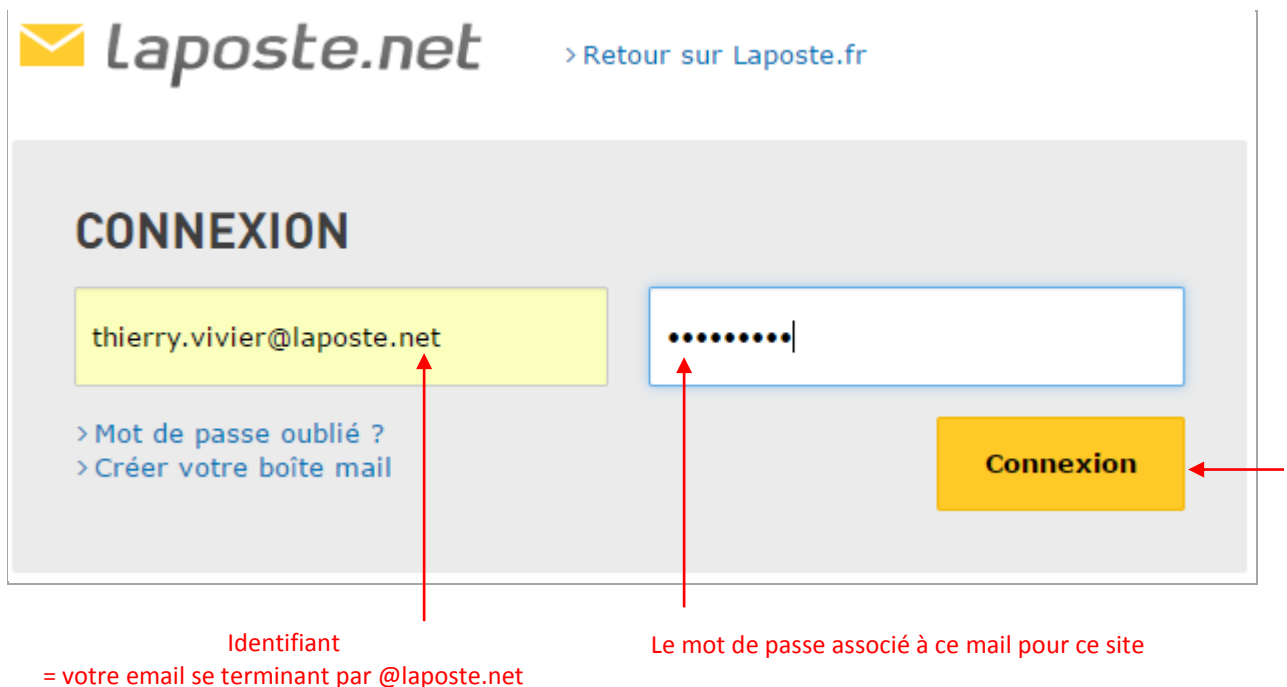 Laposte.net
> Retour sur Laposte.fr
CONNEXION
thierry.vivier@laposte.net
•••••••••
> Mot de passe oublié ?
> Créer votre boîte mail
Connexion
Identifiant
= votre email se terminant par @laposte.net
Le mot de passe associé à ce mail pour ce site